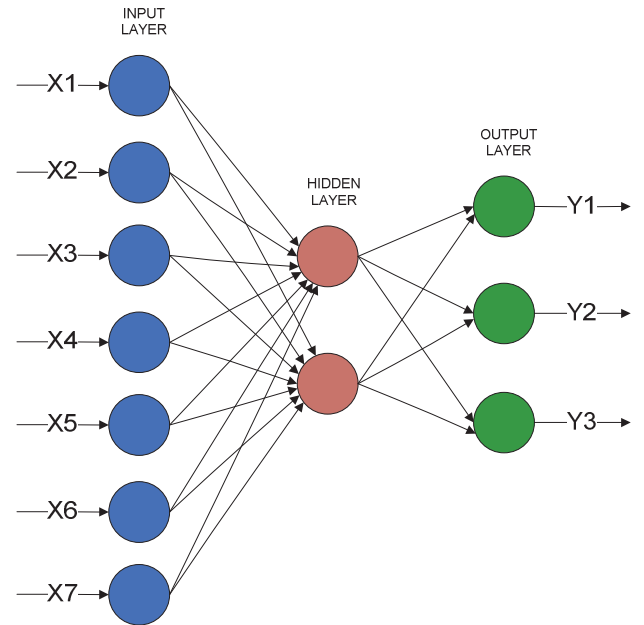 INPUT
LAYER
X1
X2
X3
X4
X5
X6
X7
HIDDEN
LAYER
OUTPUT
LAYER
Y1
Y2
Y3